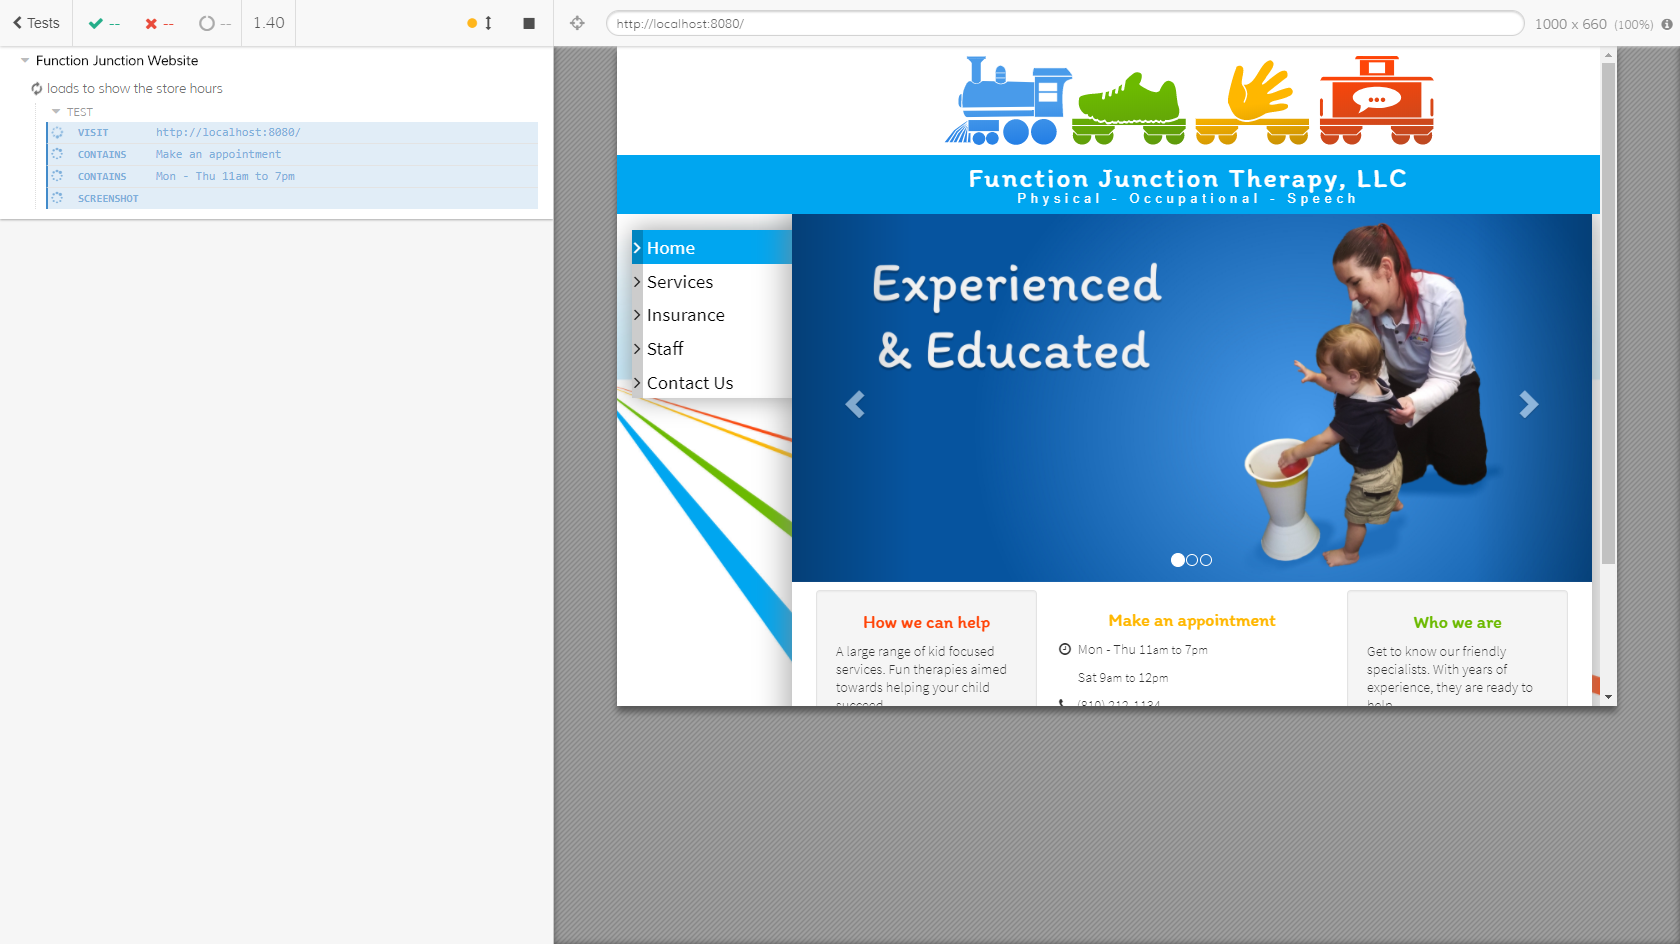 Tests
--
--
--
1.40
http://localhost:8080/
1000 x 660 (100%)
Function Junction Website
loads to show the store hours
TEST
VISIT http://localhost:8080/
CONTAINS Make an appointment
CONTAINS Mon - Thu 11am to 7pm
SCREENSHOT
Function Junction Therapy, LLC
Physical - Occupational - Speech
Home
Services
Insurance
Staff
Contact Us
Experienced
& Educated
How we can help
A large range of kid focused
services. Fun therapies aimed
towards helping your child
succeed
Make an appointment
Mon - Thu 11am to 7pm
Sat 9am to 12pm
(810) 212-1134
Who we are
Get to know our friendly
specialists. With years of
experience, they are ready to
help